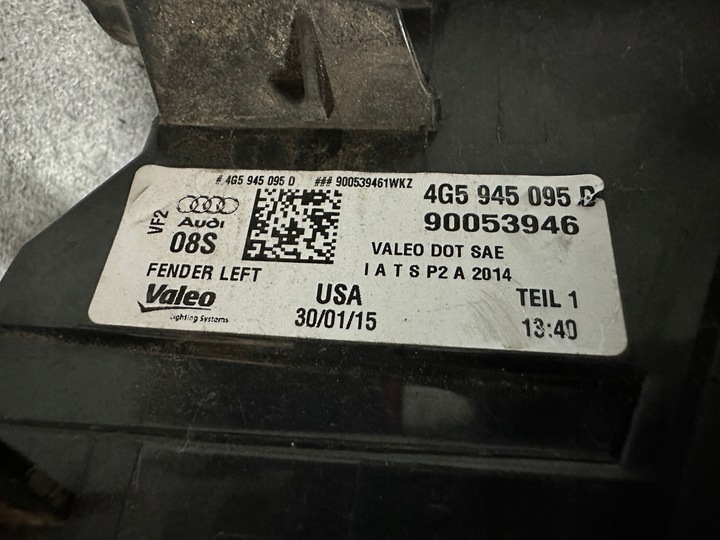 # 4G5 945 095 D ### 900539461WKZ
VF2
Audi
08S
4G5 945 095 D
90053946
VALEO DOT SAE
I A T S P2 A 2014
FENDER LEFT
Valeo
Lighting Systems
USA
30/01/15
TEIL 1
13:40